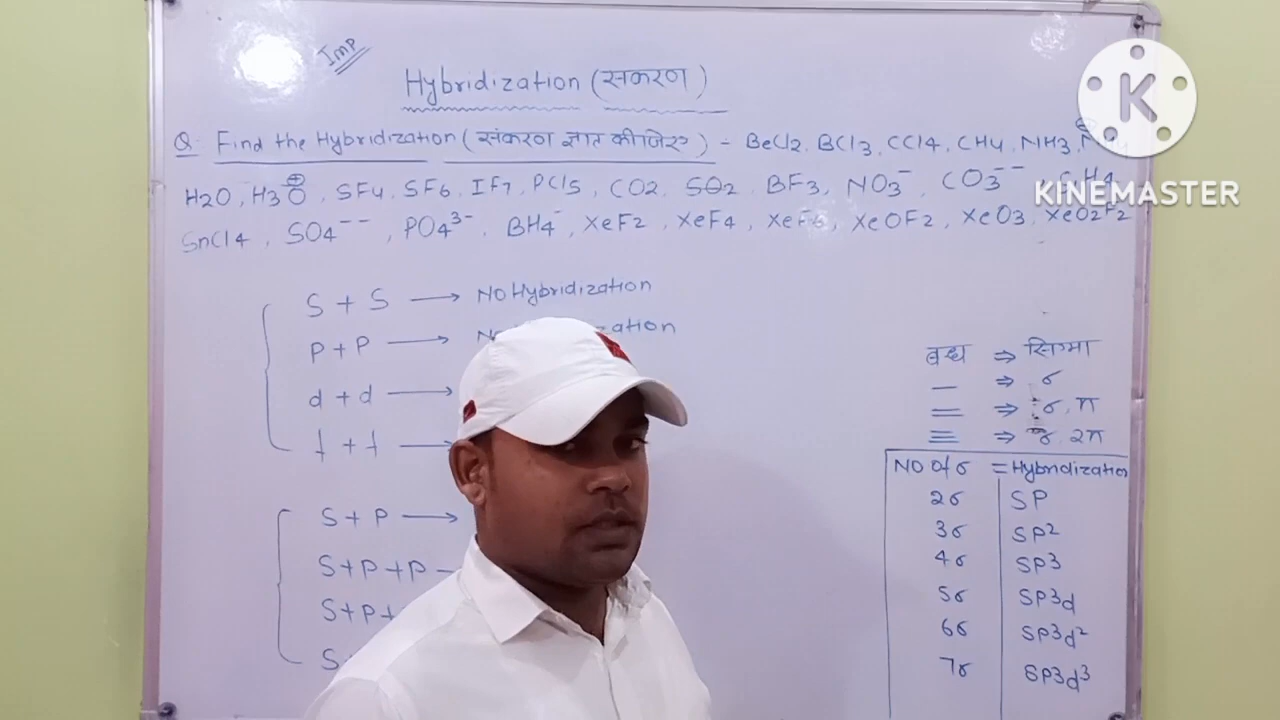 Imp
Hybridization (सकरण)
Q. Find the Hybridization (संकरण ज्ञात कीजिए) - BeCl2, BCl3, CCl4, CH4, NH3,
H2O, H3O⊕, SF4, SF6, IF7, PCl5, CO2, SO2, BF3, NO3⁻, CO3⁻⁻
SnCl4, SO4⁻⁻, PO4³⁻, BH4⁻, XeF2, XeF4, XeF6, XeOF2, XeO3, XeO2F2
K
KINEMASTER
S + S → NO Hybridization
P + P →
d + d →
f + f →
S + P →
S + P + P
S + P +
बन्ध ⇒ सिग्मा
— ⇒ σ
= ⇒ σ, π
≡ ⇒ σ, 2π
NO of σ = Hybridization
2σ SP
3σ SP²
4σ SP3
5σ SP³d
6σ SP³d²
7σ SP3d³